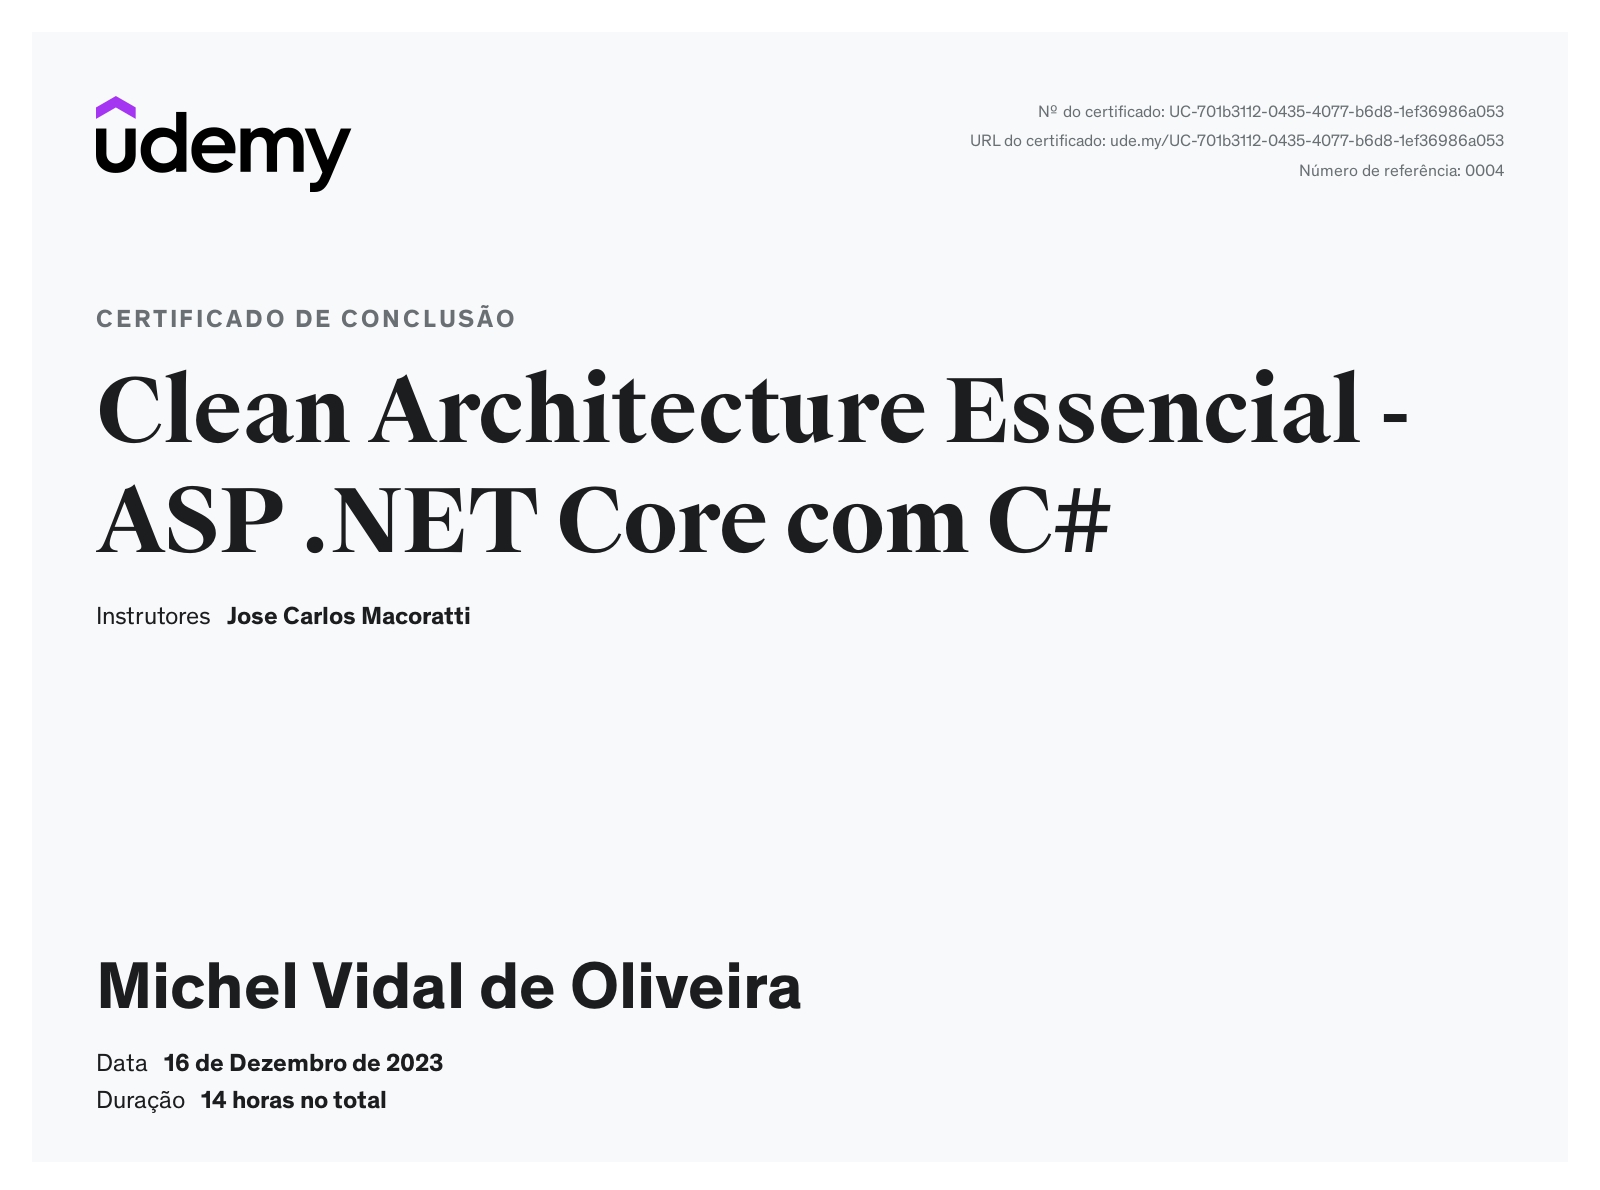 udemy
Nº do certificado: UC-701b3112-0435-4077-b6d8-1ef36986a053
URL do certificado: ude.my/UC-701b3112-0435-4077-b6d8-1ef36986a053
Número de referência: 0004
CERTIFICADO DE CONCLUSÃO
Clean Architecture Essencial -
ASP .NET Core com C#
Instrutores Jose Carlos Macoratti
Michel Vidal de Oliveira
Data 16 de Dezembro de 2023
Duração 14 horas no total